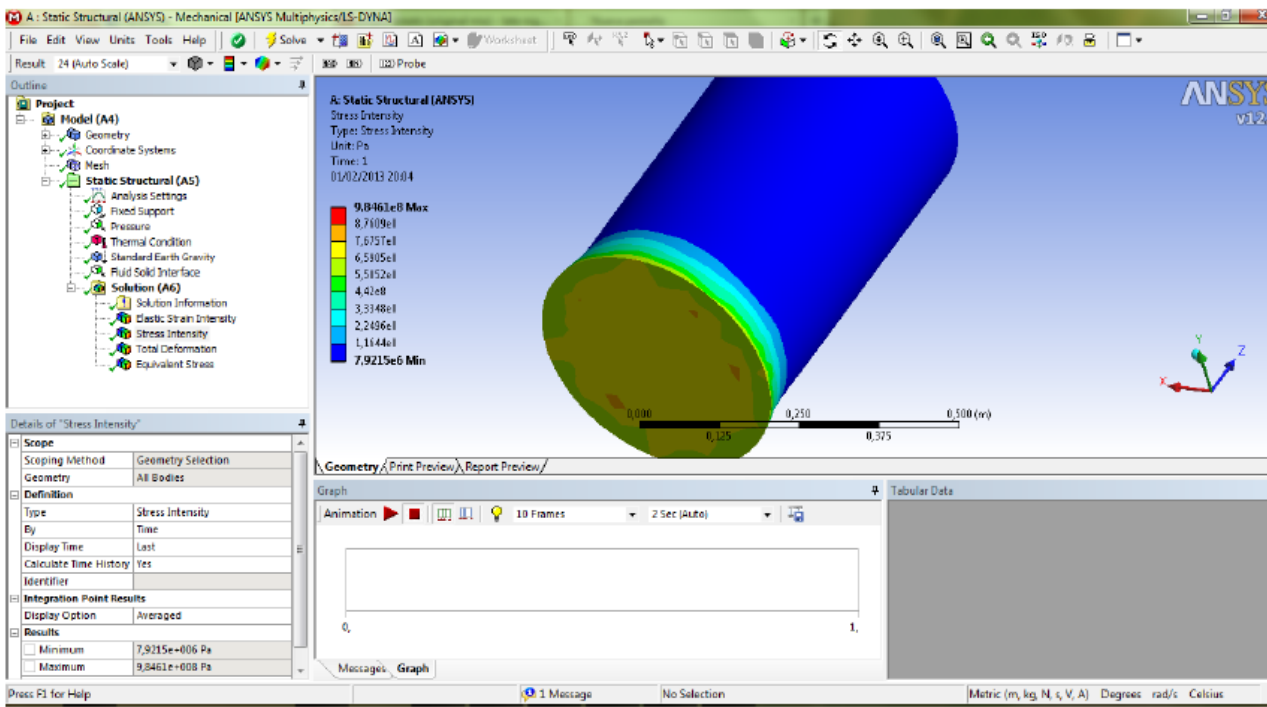 A : Static Structural (ANSYS) - Mechanical [ANSYS Multiphysics/LS-DYNA]
File Edit View Units Tools Help Solve Worksheet
Result 24 (Auto Scale) Probe
Outline
Project
Model (A4)
Geometry
Coordinate Systems
Mesh
Static Structural (A5)
Analysis Settings
Fixed Support
Pressure
Thermal Condition
Standard Earth Gravity
Fluid Solid Interface
Solution (A6)
Solution Information
Elastic Strain Intensity
Stress Intensity
Total Deformation
Equivalent Stress
A: Static Structural (ANSYS)
Stress Intensity
Type: Stress Intensity
Unit: Pa
Time: 1
01/02/2013 20:04
9,8461e8 Max
8,7609e8
7,6757e8
6,5905e8
5,5052e8
4,42e8
3,3348e8
2,2496e8
1,1644e8
7,9215e6 Min
ANSYS
v12
Y
Z
X
0,000 0,250 0,500 (m)
0,125 0,375
Geometry Print Preview Report Preview
Details of "Stress Intensity"
Scope
Scoping Method Geometry Selection
Geometry All Bodies
Definition
Type Stress Intensity
By Time
Display Time Last
Calculate Time History Yes
Identifier
Integration Point Results
Display Option Averaged
Results
Minimum 7,9215e+006 Pa
Maximum 9,8461e+008 Pa
Graph
Animation 10 Frames 2 Sec (Auto)
0, 1,
Messages Graph
Tabular Data
Press F1 for Help 1 Message No Selection Metric (m, kg, N, s, V, A) Degrees rad/s Celsius